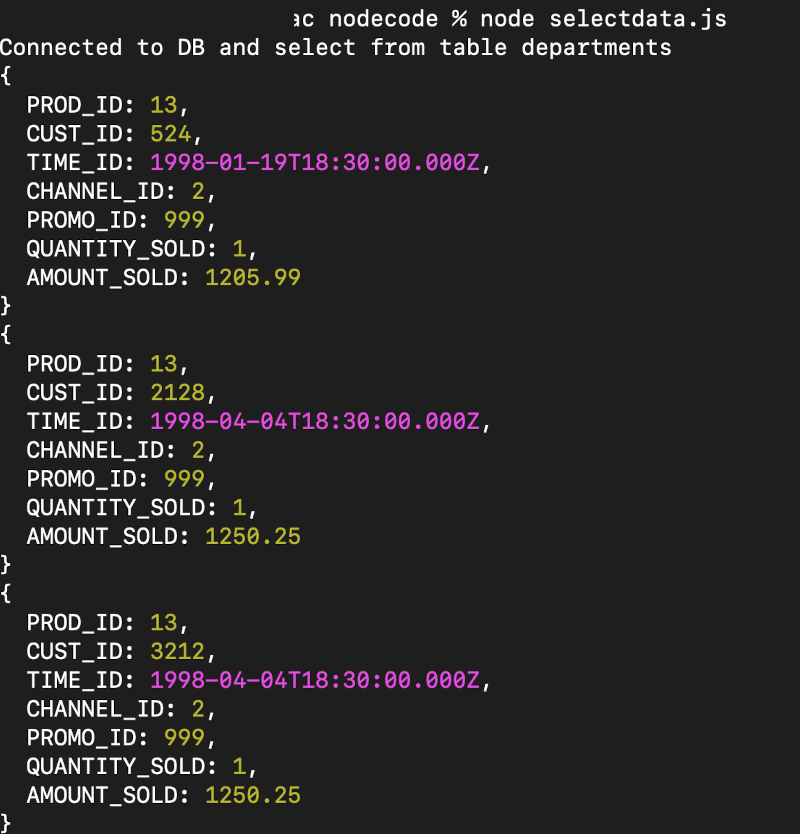 ac nodecode % node selectdata.js
Connected to DB and select from table departments
{
  PROD_ID: 13,
  CUST_ID: 524,
  TIME_ID: 1998-01-19T18:30:00.000Z,
  CHANNEL_ID: 2,
  PROMO_ID: 999,
  QUANTITY_SOLD: 1,
  AMOUNT_SOLD: 1205.99
}
{
  PROD_ID: 13,
  CUST_ID: 2128,
  TIME_ID: 1998-04-04T18:30:00.000Z,
  CHANNEL_ID: 2,
  PROMO_ID: 999,
  QUANTITY_SOLD: 1,
  AMOUNT_SOLD: 1250.25
}
{
  PROD_ID: 13,
  CUST_ID: 3212,
  TIME_ID: 1998-04-04T18:30:00.000Z,
  CHANNEL_ID: 2,
  PROMO_ID: 999,
  QUANTITY_SOLD: 1,
  AMOUNT_SOLD: 1250.25
}